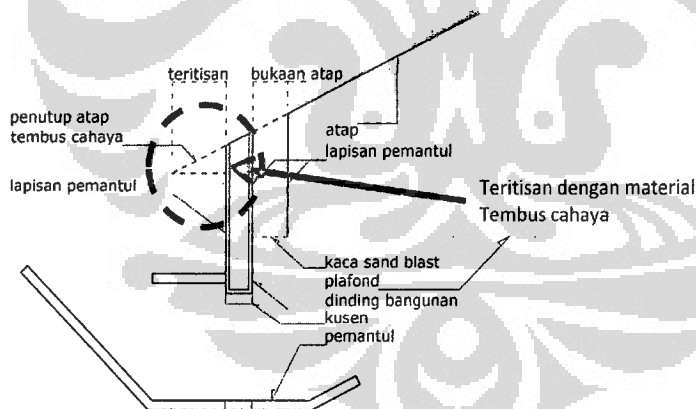 teritisan
bukaan atap
penutup atap
tembus cahaya
atap
lapisan pemantul
lapisan pemantul
Teritisan dengan material
Tembus cahaya
kaca sand blast
plafond
dinding bangunan
kusen
pemantul